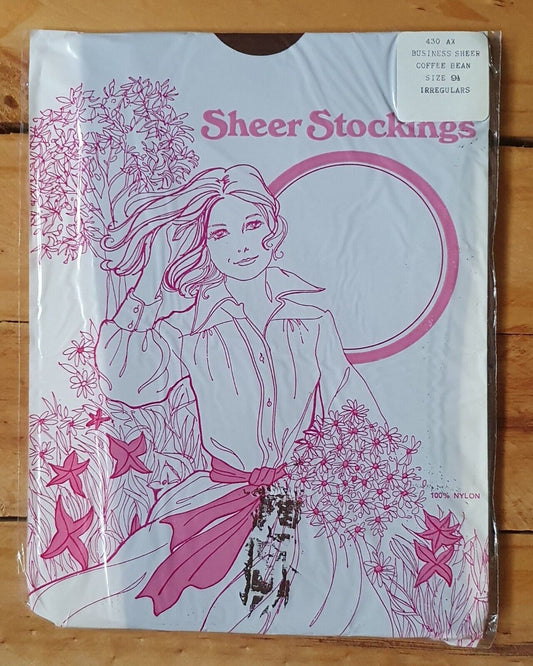 430 AX
BUSINESS SHEER
COFFEE BEAN
SIZE 9½
IRREGULARS
Sheer Stockings
100% NYLON